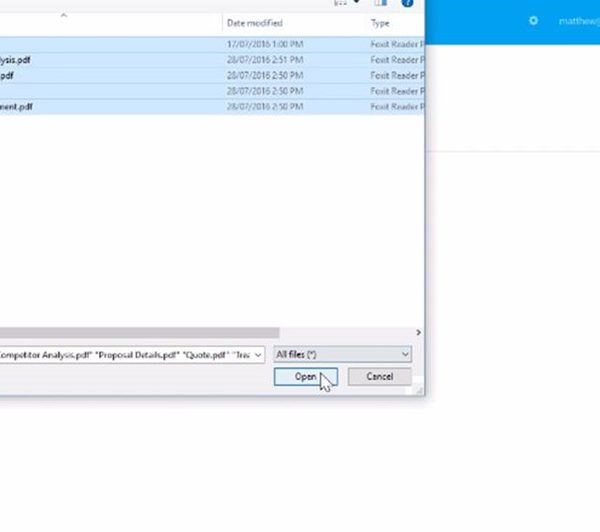 Date modified Type
matthew@
17/07/2016 1:00 PM Foxit Reader P
ysis.pdf 28/07/2016 2:51 PM Foxit Reader P
.pdf 28/07/2016 2:50 PM Foxit Reader P
28/07/2016 2:50 PM Foxit Reader P
ment.pdf 28/07/2016 2:50 PM Foxit Reader P
Competitor Analysis.pdf" "Proposal Details.pdf" "Quote.pdf" "Trea All files (*)
Open Cancel